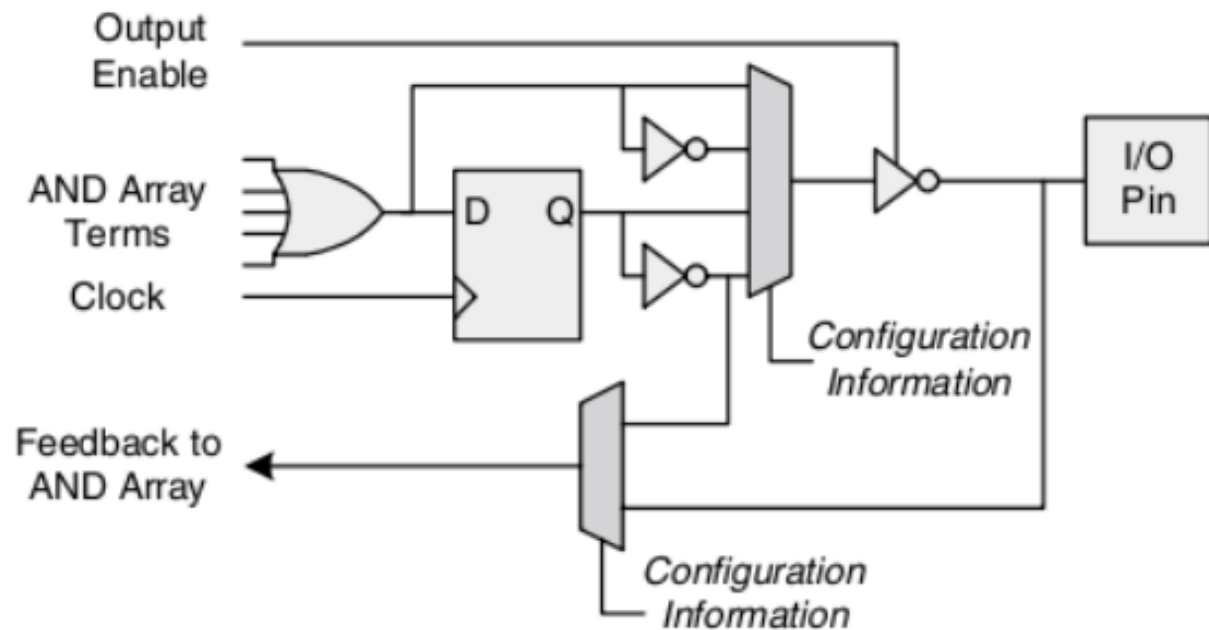 Output
Enable
AND Array
Terms
Clock
D
Q
I/O
Pin
Configuration
Information
Feedback to
AND Array
Configuration
Information